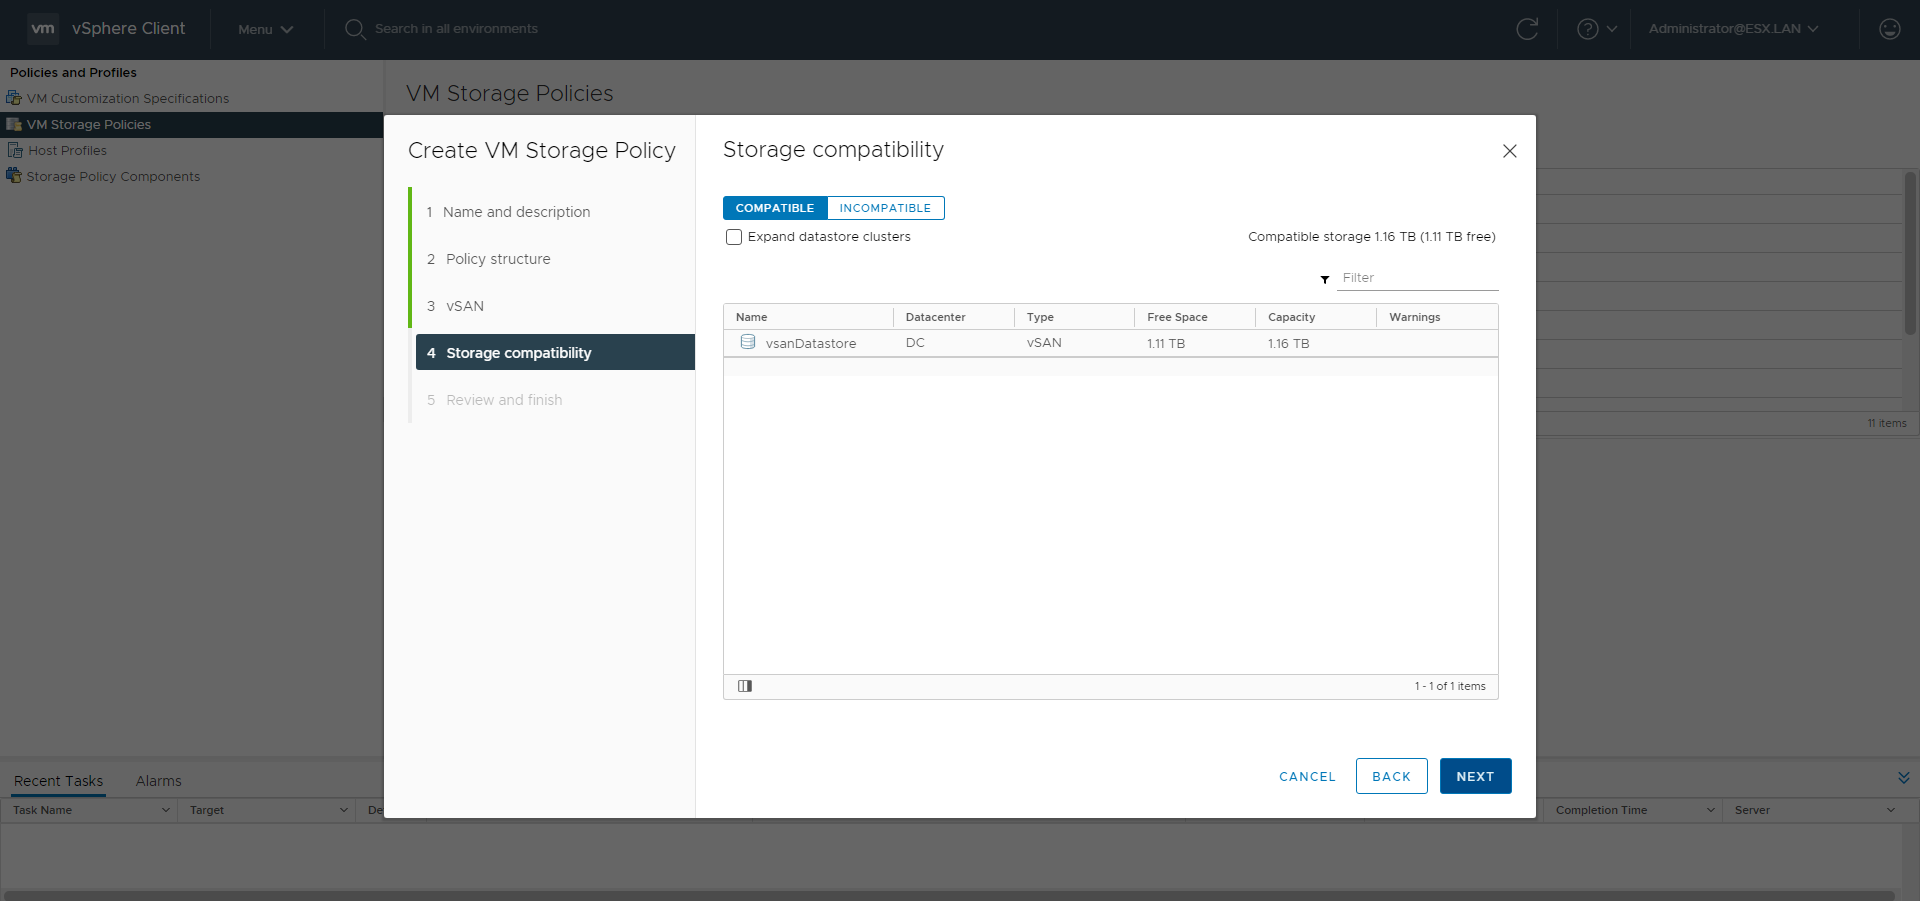 vm vSphere Client Menu Search in all environments Administrator@ESX.LAN
Policies and Profiles
VM Customization Specifications
VM Storage Policies
Host Profiles
Storage Policy Components
VM Storage Policies
Create VM Storage Policy
1 Name and description
2 Policy structure
3 vSAN
4 Storage compatibility
5 Review and finish
Storage compatibility
COMPATIBLE INCOMPATIBLE
Expand datastore clusters Compatible storage 1.16 TB (1.11 TB free)
Filter
Name Datacenter Type Free Space Capacity Warnings
vsanDatastore DC vSAN 1.11 TB 1.16 TB
1 - 1 of 1 items
CANCEL BACK NEXT
11 items
Recent Tasks Alarms
Task Name Target De Completion Time Server